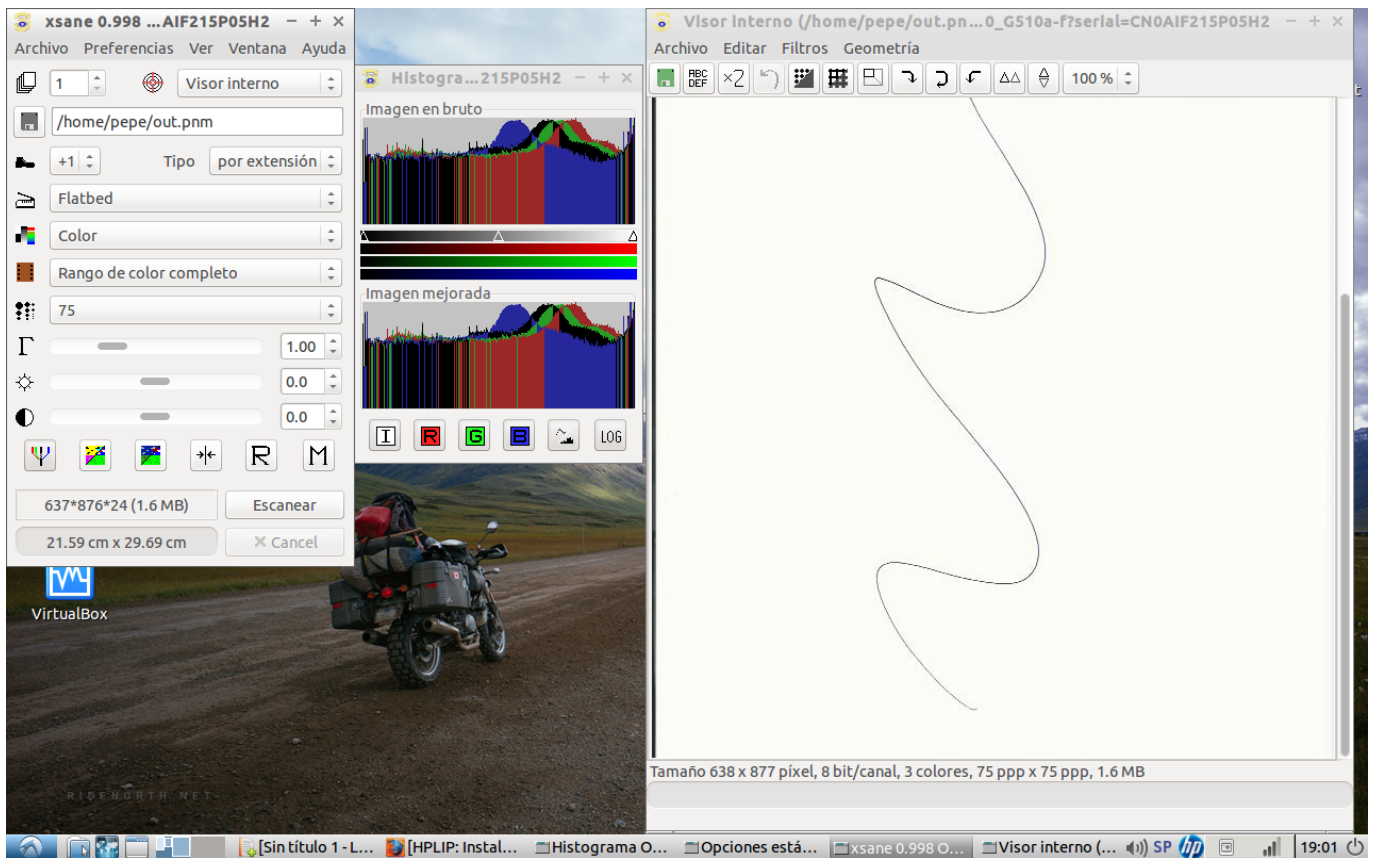 xsane 0.998 ...AIF215P05H2
Archivo Preferencias Ver Ventana Ayuda
1
Visor interno
/home/pepe/out.pnm
+1
Tipo
por extensión
Flatbed
Color
Rango de color completo
75
1.00
0.0
0.0
R
M
637*876*24 (1.6 MB)
Escanear
21.59 cm x 29.69 cm
Cancel
Histogra...215P05H2
Imagen en bruto
Imagen mejorada
I R G B LOG
Visor interno (/home/pepe/out.pn...0_G510a-f?serial=CN0AIF215P05H2
Archivo Editar Filtros Geometría
ABC
DEF
×2
100 %
Tamaño 638 x 877 píxel, 8 bit/canal, 3 colores, 75 ppp x 75 ppp, 1.6 MB
VirtualBox
RIDENORTH.NET
[Sin título 1 - L...
[HPLIP: Instal...
Histograma O...
Opciones está...
xsane 0.998 O...
Visor interno (...
SP
hp
19:01